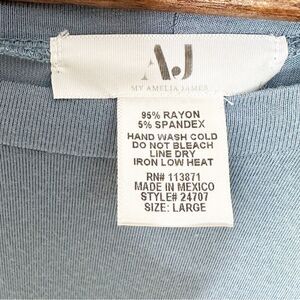 AJ
MY AMELIA JAMES
95% RAYON
5% SPANDEX
HAND WASH COLD
DO NOT BLEACH
LINE DRY
IRON LOW HEAT
RN# 113871
MADE IN MEXICO
STYLE# 24707
SIZE: LARGE